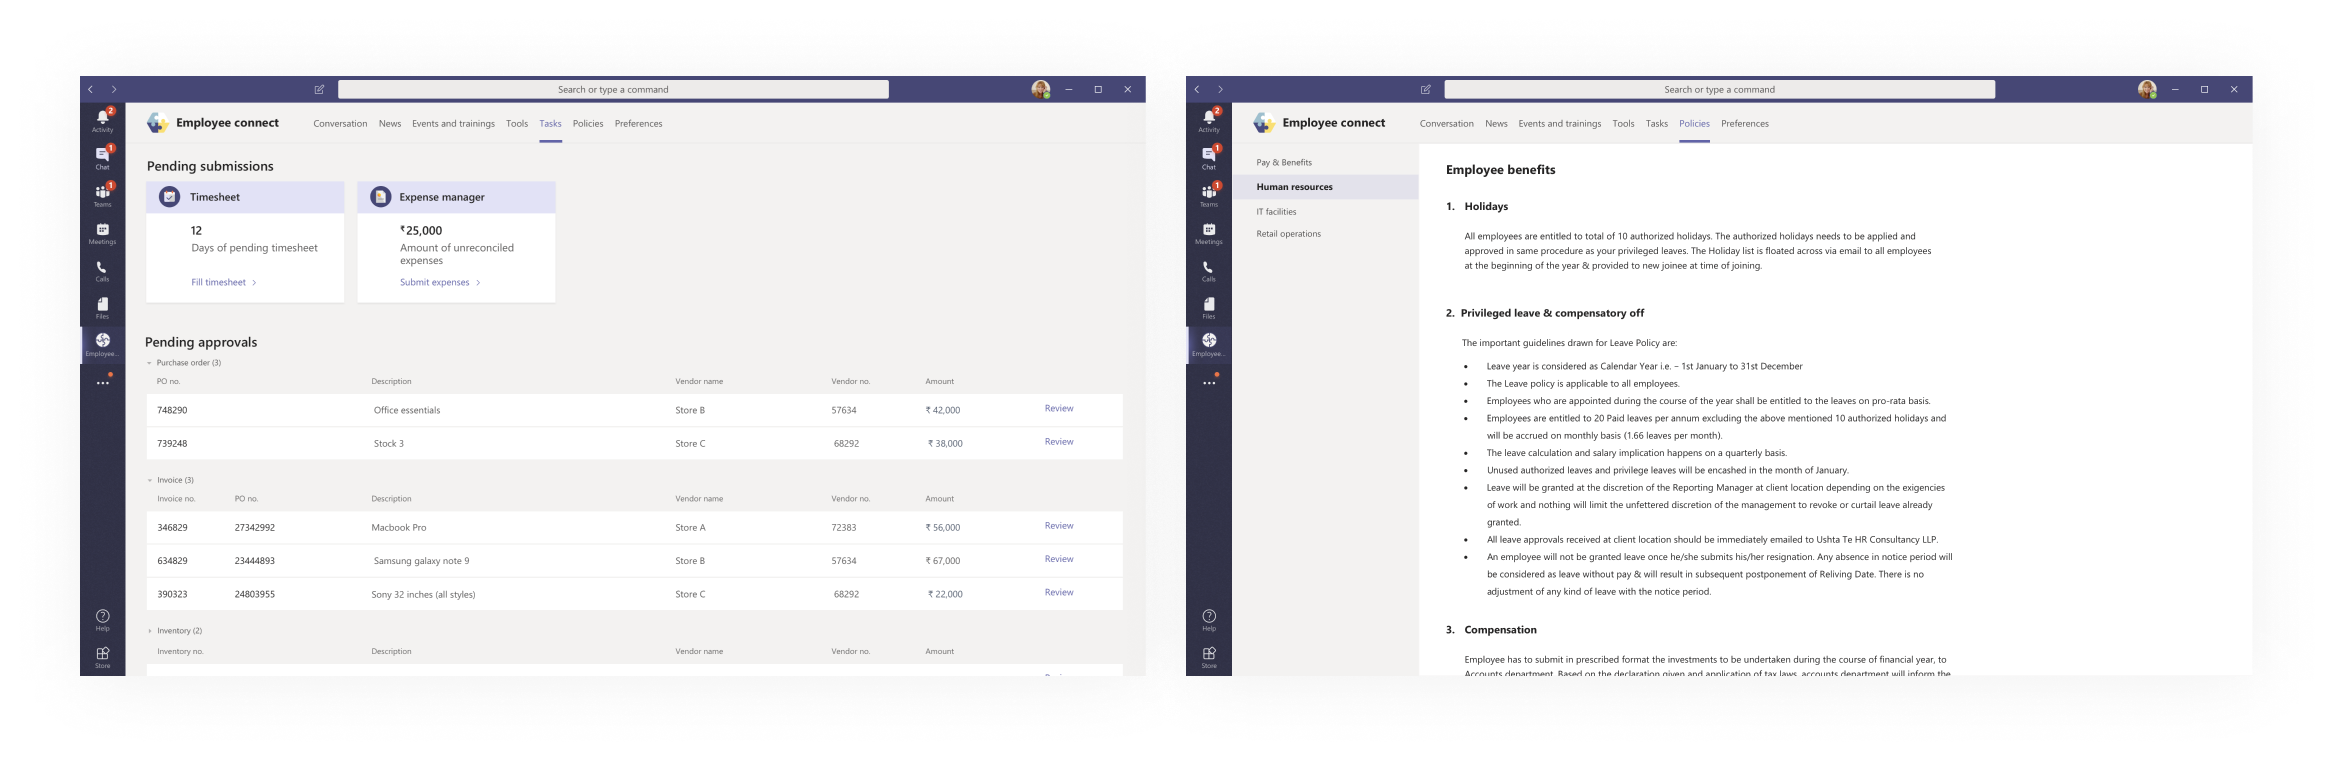 Search or type a command
Activity
2
Chat
1
Teams
1
Meetings
Calls
Files
Employee...
Help
Store
Employee connect
Conversation News Events and trainings Tools Tasks Policies Preferences
Pending submissions
Timesheet
12
Days of pending timesheet
Fill timesheet
Expense manager
₹25,000
Amount of unreconciled
expenses
Submit expenses
Pending approvals
Purchase order (3)
PO no. Description Vendor name Vendor no. Amount
748290 Office essentials Store B 57634 ₹ 42,000 Review
739248 Stock 3 Store C 68292 ₹ 38,000 Review
Invoice (3)
Invoice no. PO no. Description Vendor name Vendor no. Amount
346829 27342992 Macbook Pro Store A 72383 ₹ 56,000 Review
634829 23444893 Samsung galaxy note 9 Store B 57634 ₹ 67,000 Review
390323 24803955 Sony 32 inches (all styles) Store C 68292 ₹ 22,000 Review
Inventory (2)
Inventory no. Description Vendor name Vendor no. Amount
Search or type a command
Activity
2
Chat
1
Teams
1
Meetings
Calls
Files
Employee...
Help
Store
Employee connect
Conversation News Events and trainings Tools Tasks Policies Preferences
Pay & Benefits
Human resources
IT facilities
Retail operations
Employee benefits
1. Holidays
All employees are entitled to total of 10 authorized holidays. The authorized holidays needs to be applied and
approved in same procedure as your privileged leaves. The Holiday list is floated across via email to all employees
at the beginning of the year & provided to new joinee at time of joining.
2. Privileged leave & compensatory off
The important guidelines drawn for Leave Policy are:
• Leave year is considered as Calendar Year i.e. – 1st January to 31st December
• The Leave policy is applicable to all employees.
• Employees who are appointed during the course of the year shall be entitled to the leaves on pro-rata basis.
• Employees are entitled to 20 Paid leaves per annum excluding the above mentioned 10 authorized holidays and
will be accrued on monthly basis (1.66 leaves per month).
• The leave calculation and salary implication happens on a quarterly basis.
• Unused authorized leaves and privilege leaves will be encashed in the month of January.
• Leave will be granted at the discretion of the Reporting Manager at client location depending on the exigencies
of work and nothing will limit the unfettered discretion of the management to revoke or curtail leave already
granted.
• All leave approvals received at client location should be immediately emailed to Ushta Te HR Consultancy LLP.
• An employee will not be granted leave once he/she submits his/her resignation. Any absence in notice period will
be considered as leave without pay & will result in subsequent postponement of Reliving Date. There is no
adjustment of any kind of leave with the notice period.
3. Compensation
Employee has to submit in prescribed format the investments to be undertaken during the course of financial year, to
Accounts department. Based on the declaration given and application of tax laws, accounts department will inform the